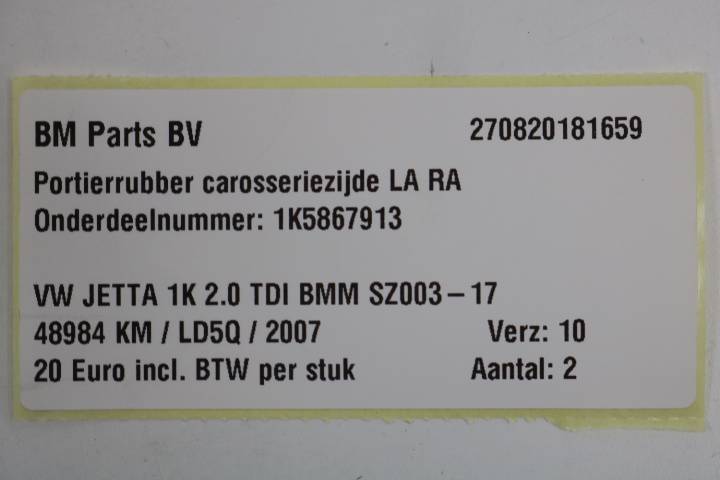 BM Parts BV 270820181659
Portierrubber carosseriezijde LA RA
Onderdeelnummer: 1K5867913
VW JETTA 1K 2.0 TDI BMM SZ003-17
48984 KM / LD5Q / 2007 Verz: 10
20 Euro incl. BTW per stuk Aantal: 2